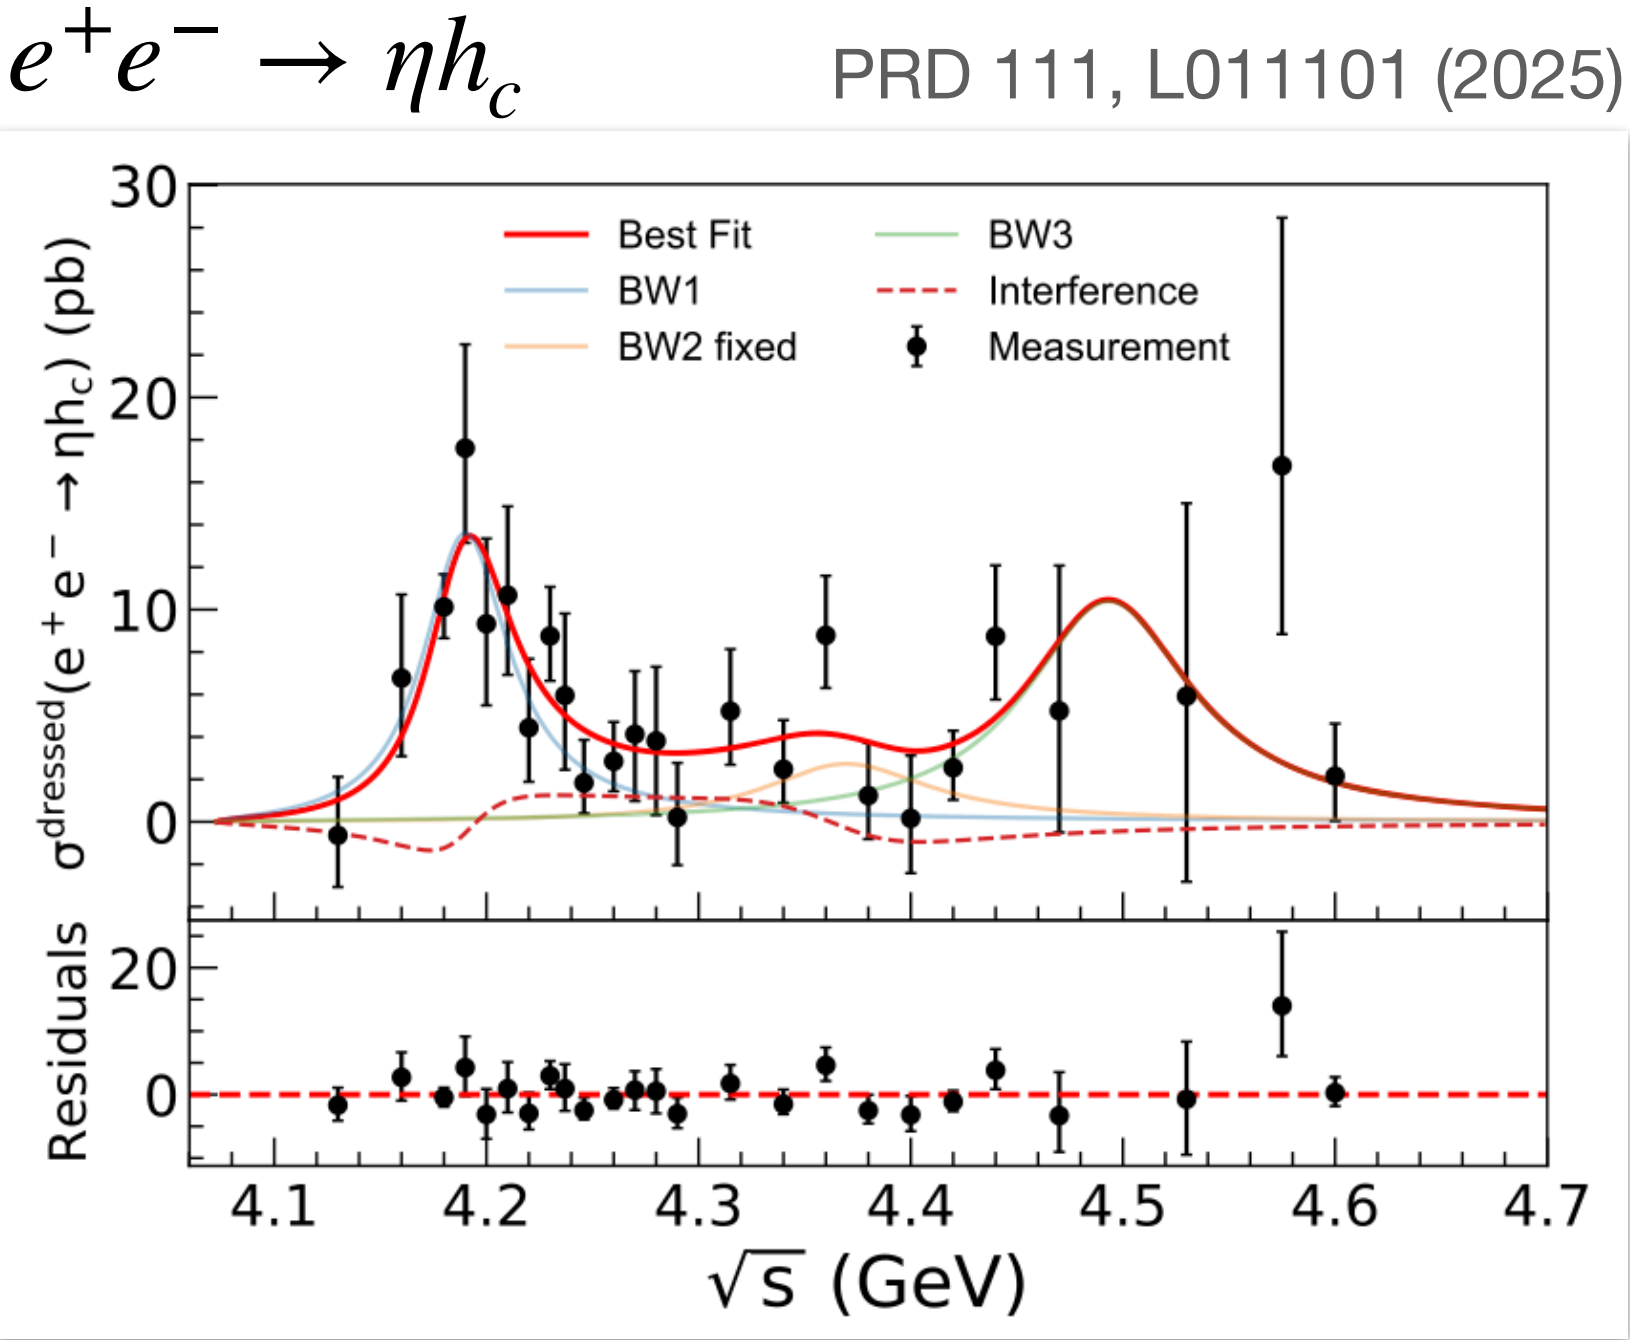 e⁺e⁻ → ηh_c
PRD 111, L011101 (2025)
σ^dressed(e⁺e⁻ → ηh_c) (pb)
30
20
10
0
Best Fit
BW1
BW2 fixed
BW3
Interference
Measurement
Residuals
20
0
4.1 4.2 4.3 4.4 4.5 4.6 4.7
√s (GeV)